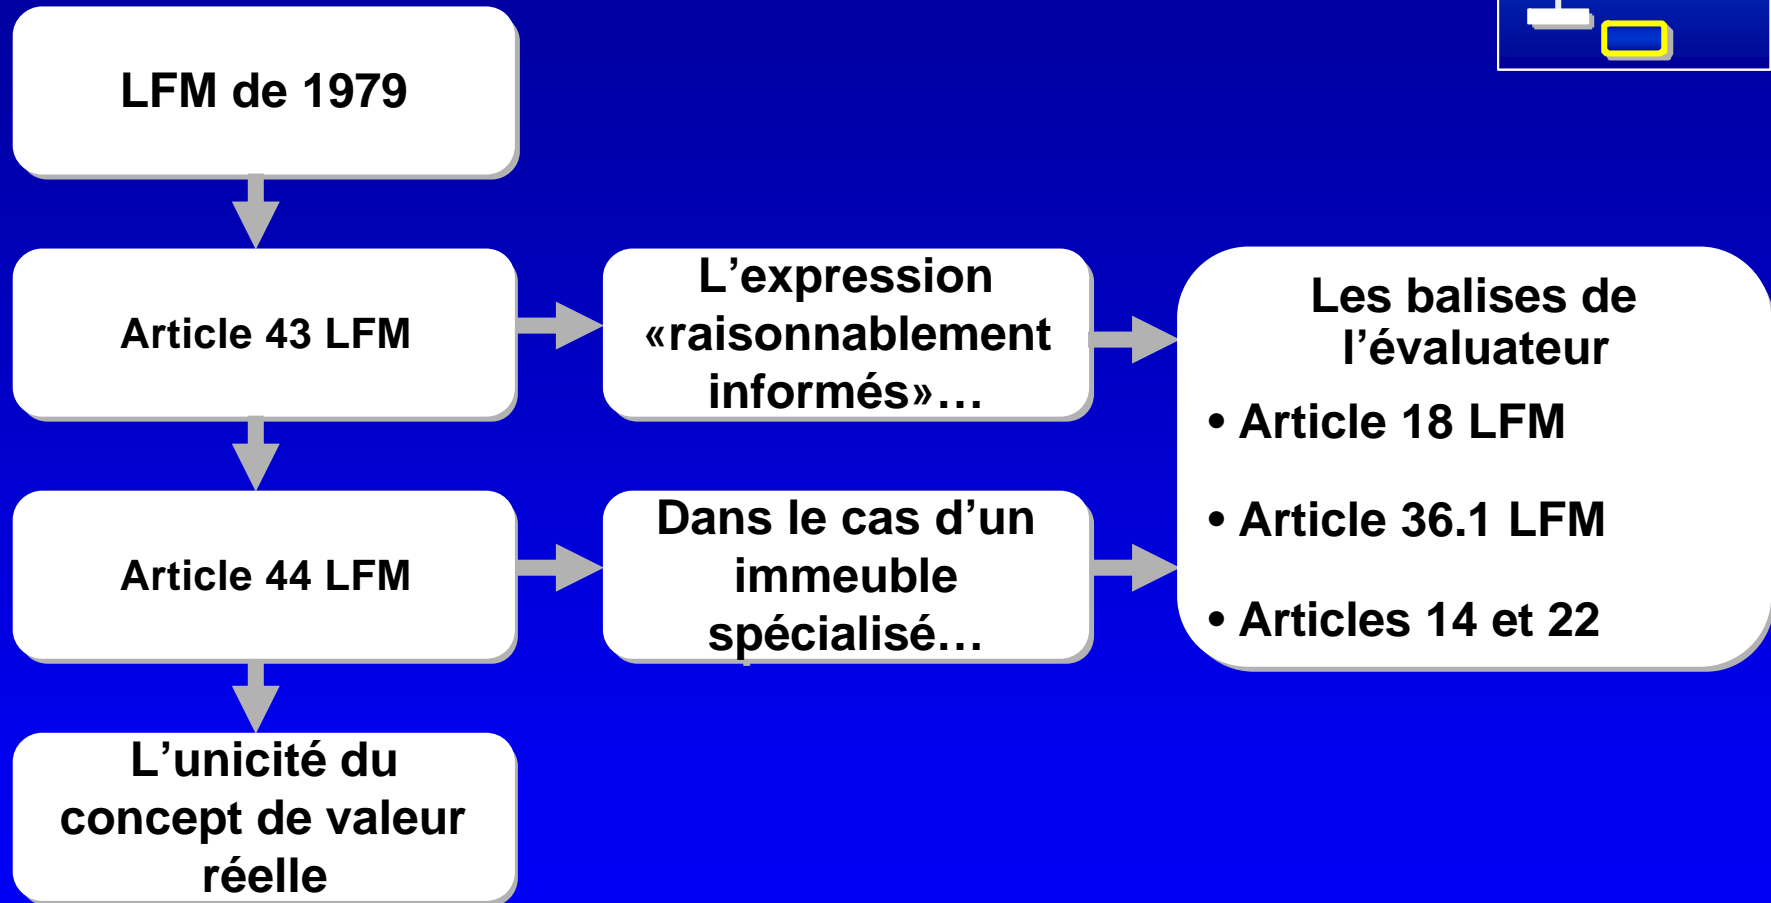 LFM de 1979
Article 43 LFM
L’expression
«raisonnablement
informés»…
Article 44 LFM
Dans le cas d’un
immeuble
spécialisé…
L’unicité du
concept de valeur
réelle
Les balises de
l’évaluateur
• Article 18 LFM
• Article 36.1 LFM
• Articles 14 et 22